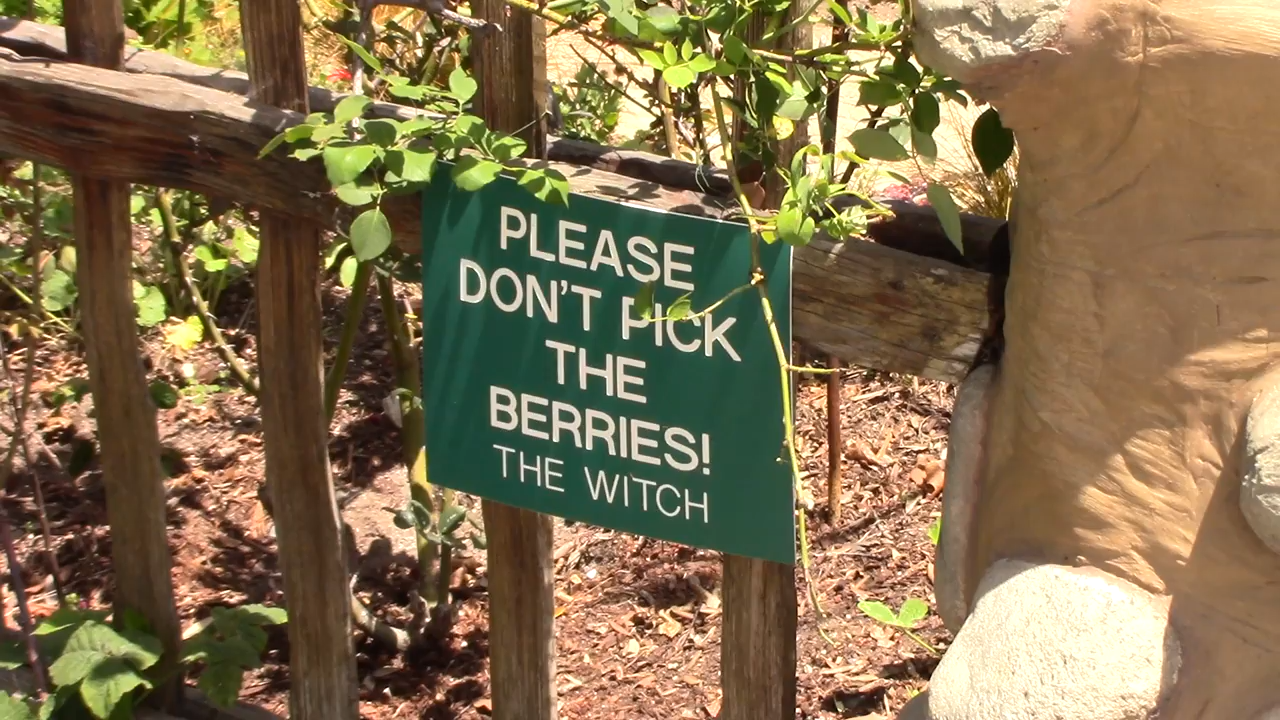 PLEASE
DON'T PICK
THE
BERRIES!
THE WITCH